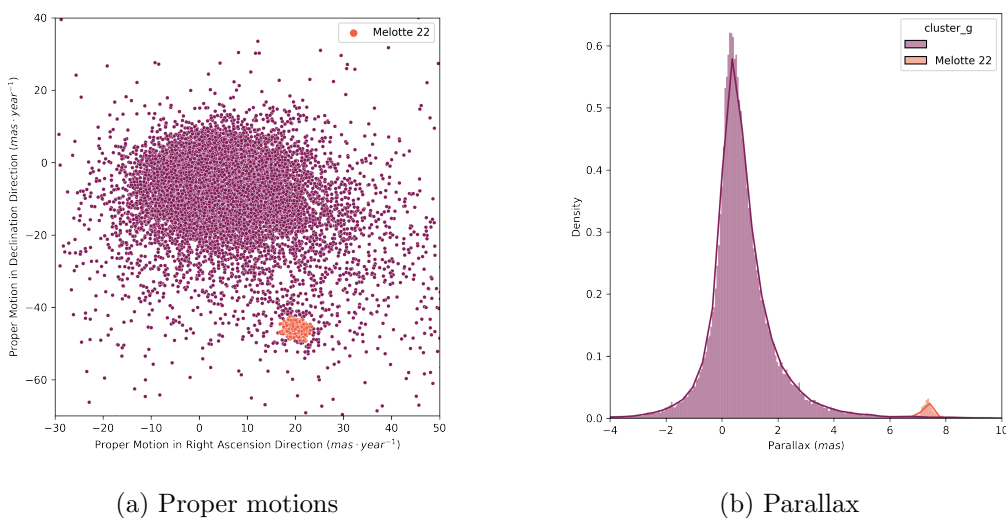 40
20
0
−20
−40
−60
Proper Motion in Declination Direction (mas · year⁻¹)
Melotte 22
−30 −20 −10 0 10 20 30 40 50
Proper Motion in Right Ascension Direction (mas · year⁻¹)
(a) Proper motions
0.6
0.5
0.4
0.3
0.2
0.1
0.0
Density
cluster_g
Melotte 22
−4 −2 0 2 4 6 8 10
Parallax (mas)
(b) Parallax